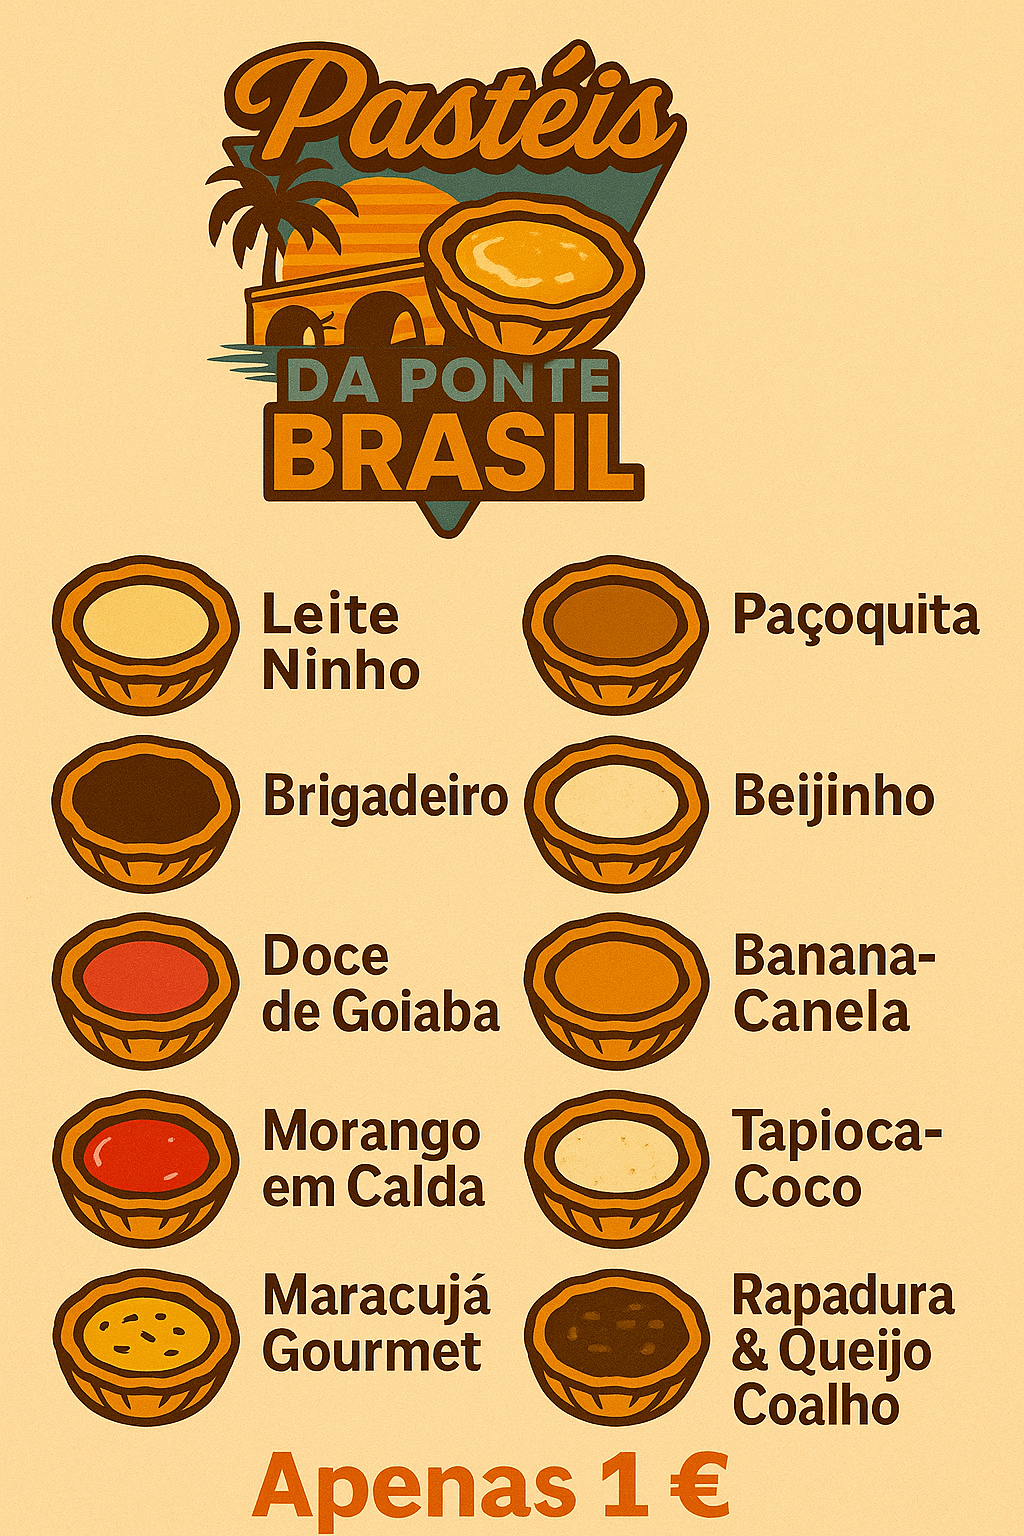 Pastéis
DA PONTE
BRASIL
Leite
Ninho
Paçoquita
Brigadeiro
Beijinho
Doce
de Goiaba
Banana-
Canela
Morango
em Calda
Tapioca-
Coco
Maracujá
Gourmet
Rapadura
& Queijo
Coalho
Apenas 1 €